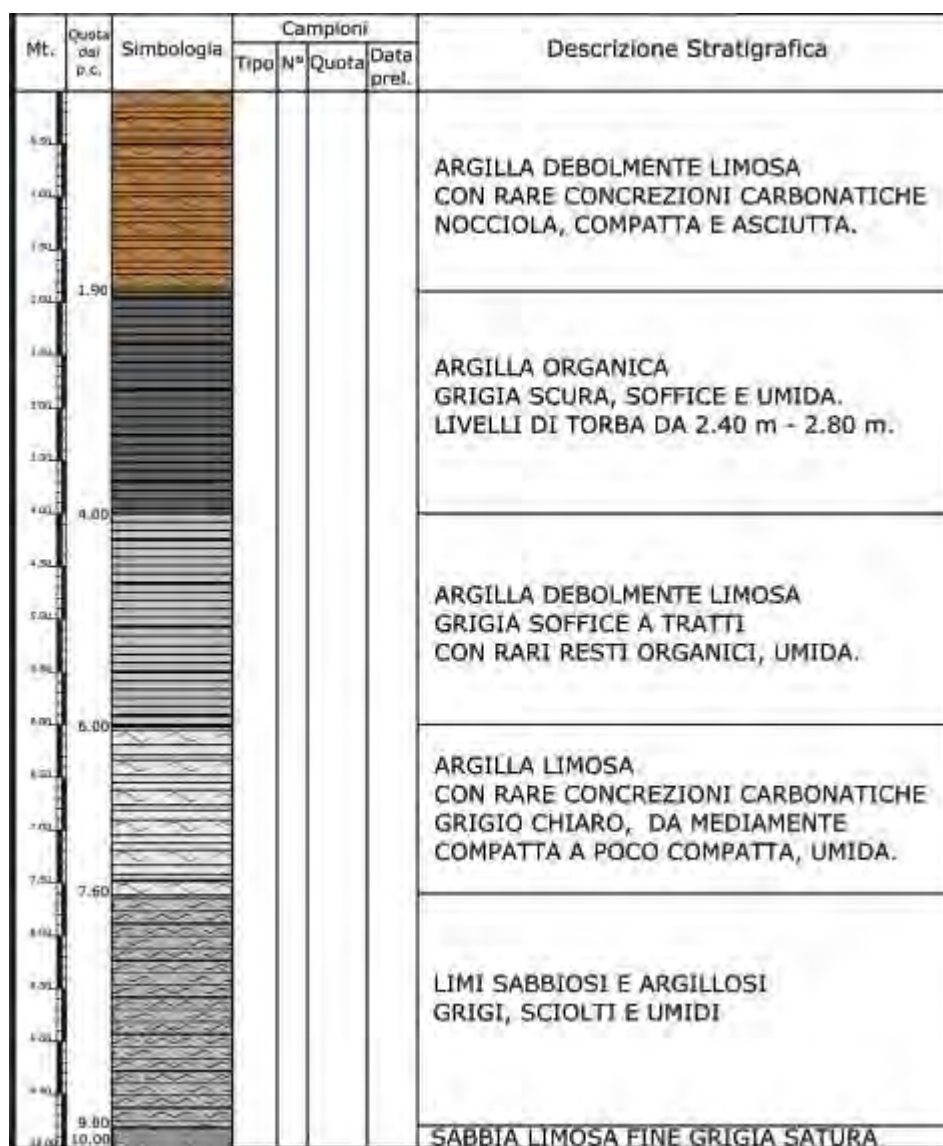 Mt.
Quota dal p.c.
Simbologia
Campioni
Tipo
N°
Quota
Data prel.
Descrizione Stratigrafica
ARGILLA DEBOLMENTE LIMOSA
CON RARE CONCREZIONI CARBONATICHE
NOCCIOLA, COMPATTA E ASCIUTTA.
1.90
ARGILLA ORGANICA
GRIGIA SCURA, SOFFICE E UMIDA.
LIVELLI DI TORBA DA 2.40 m - 2.80 m.
4.00
ARGILLA DEBOLMENTE LIMOSA
GRIGIA SOFFICE A TRATTI
CON RARI RESTI ORGANICI, UMIDA.
6.00
ARGILLA LIMOSA
CON RARE CONCREZIONI CARBONATICHE
GRIGIO CHIARO, DA MEDIAMENTE
COMPATTA A POCO COMPATTA, UMIDA.
7.60
LIMI SABBIOSI E ARGILLOSI
GRIGI, SCIOLTI E UMIDI
10.00
SABBIA LIMOSA FINE GRIGIA SATURA